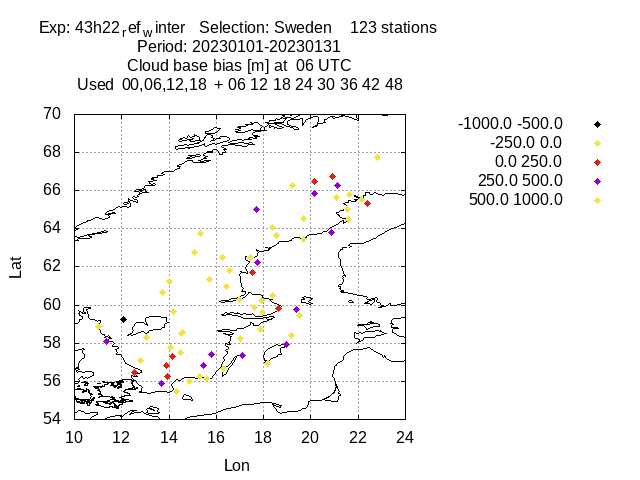 Exp: 43h22refwinter Selection: Sweden 123 stations
Period: 20230101-20230131
Cloud base bias [m] at 06 UTC
Used 00,06,12,18 + 06 12 18 24 30 36 42 48
-1000.0 -500.0
-250.0 0.0
0.0 250.0
250.0 500.0
500.0 1000.0
70
68
66
64
62
60
58
56
54
Lat
10 12 14 16 18 20 22 24
Lon